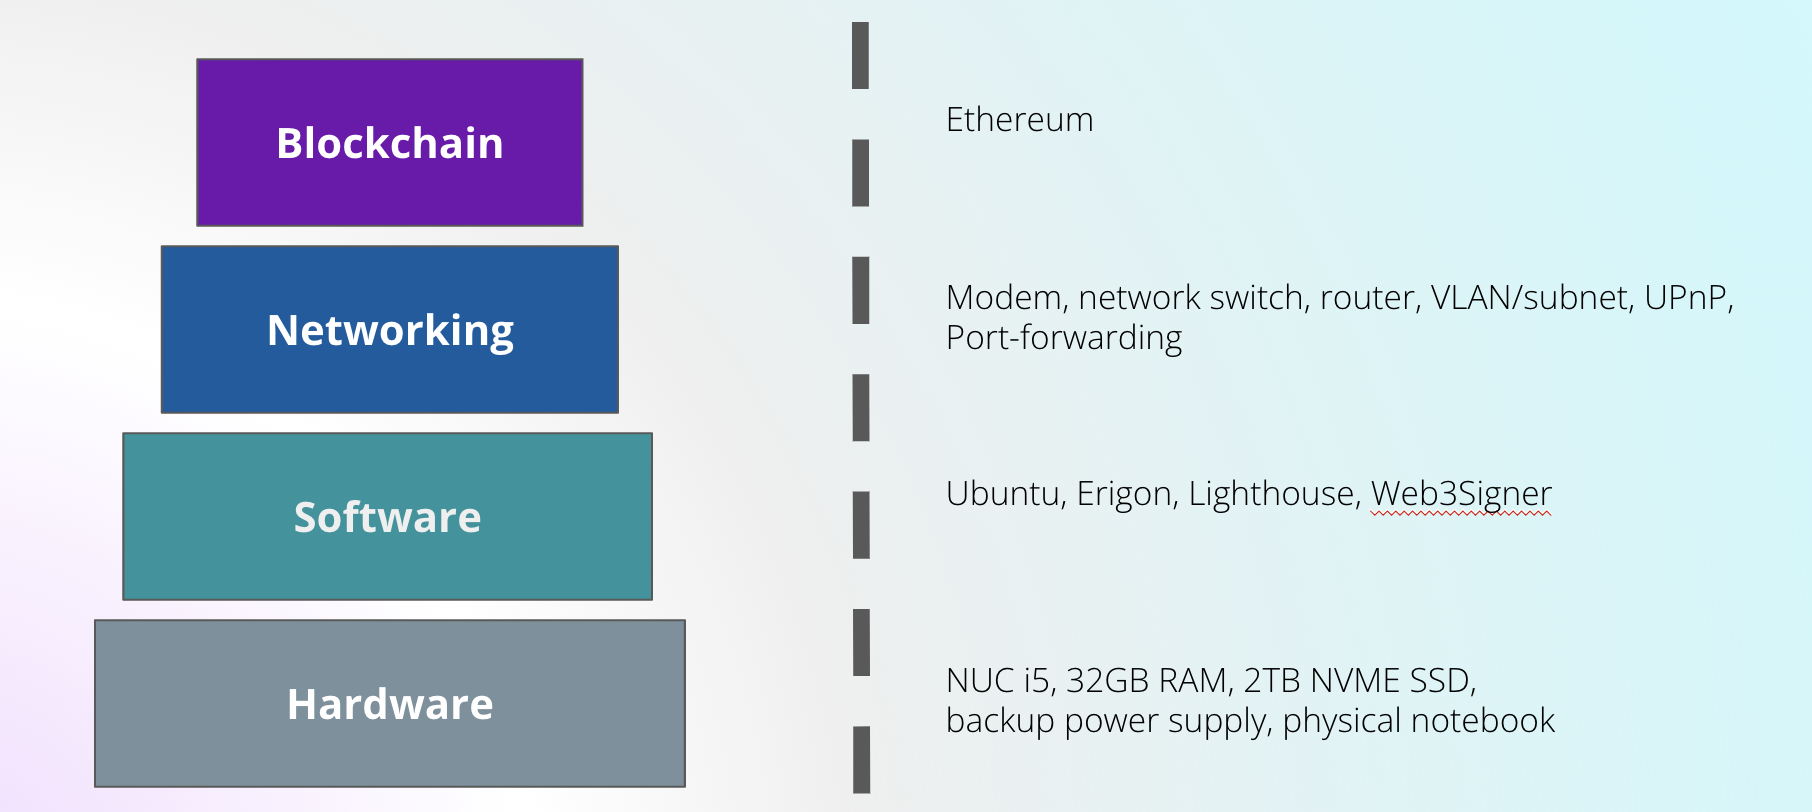 Blockchain
Ethereum
Networking
Modem, network switch, router, VLAN/subnet, UPnP,
Port-forwarding
Software
Ubuntu, Erigon, Lighthouse, Web3Signer
Hardware
NUC i5, 32GB RAM, 2TB NVME SSD,
backup power supply, physical notebook